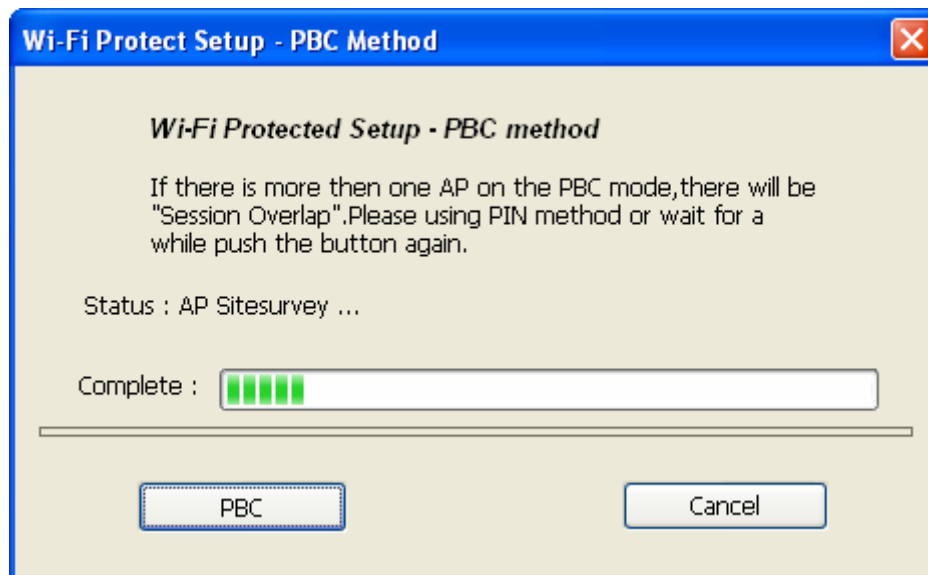 Wi-Fi Protect Setup - PBC Method
Wi-Fi Protected Setup - PBC method
If there is more then one AP on the PBC mode,there will be
"Session Overlap".Please using PIN method or wait for a
while push the button again.
Status : AP Sitesurvey ...
Complete :
PBC
Cancel